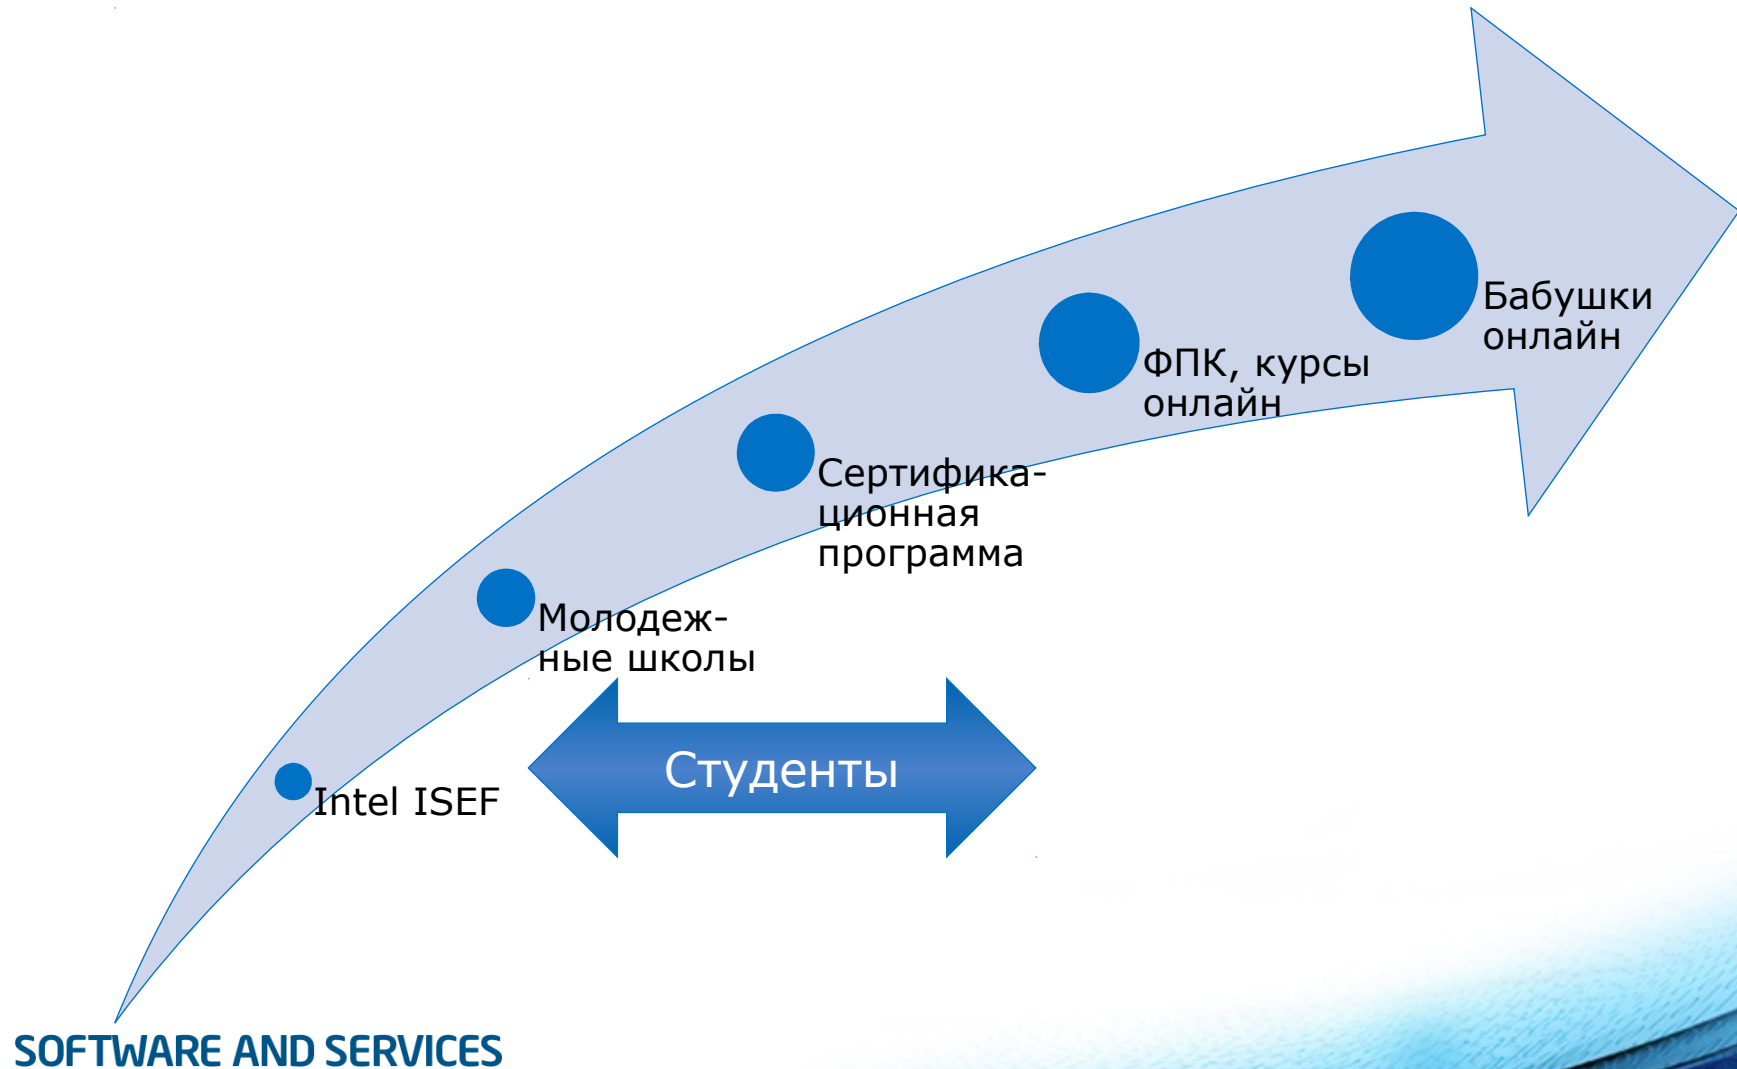 Бабушки
онлайн
ФПК, курсы
онлайн
Сертифика-
ционная
программа
Молодеж-
ные школы
Intel ISEF
Студенты
SOFTWARE AND SERVICES